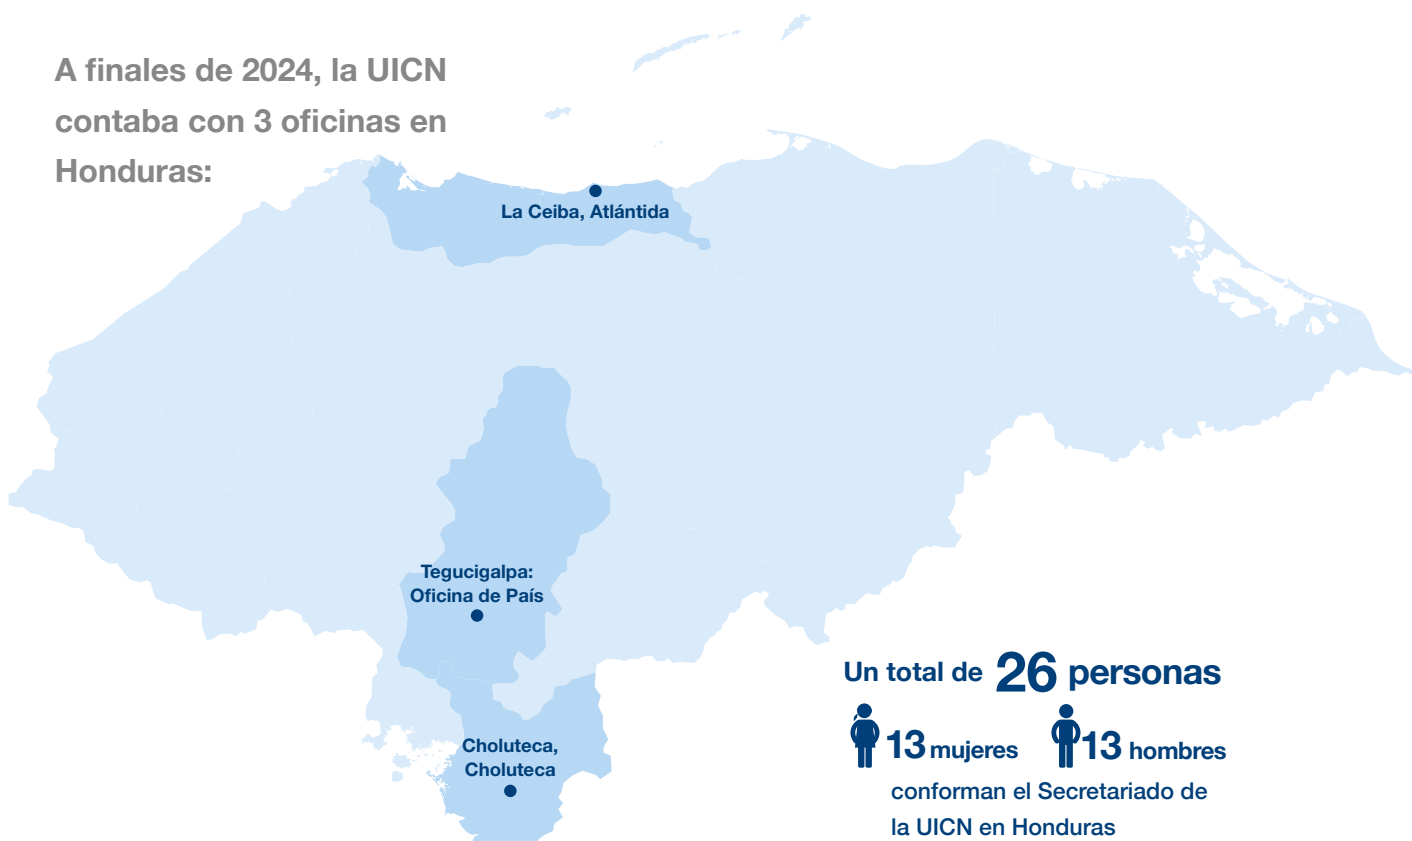 A finales de 2024, la UICN
contaba con 3 oficinas en
Honduras:
La Ceiba, Atlántida
Tegucigalpa:
Oficina de País
Choluteca,
Choluteca
Un total de 26 personas
13 mujeres 13 hombres
conforman el Secretariado de
la UICN en Honduras